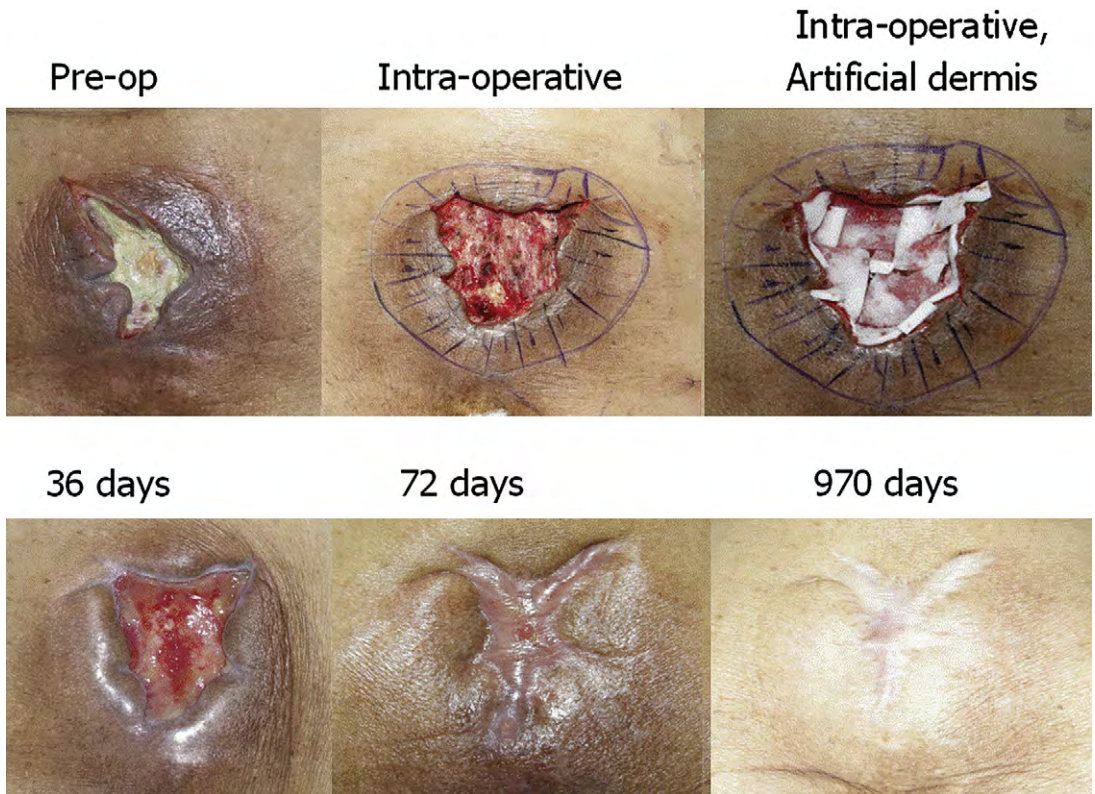 Pre-op
Intra-operative
Intra-operative,
Artificial dermis
36 days
72 days
970 days